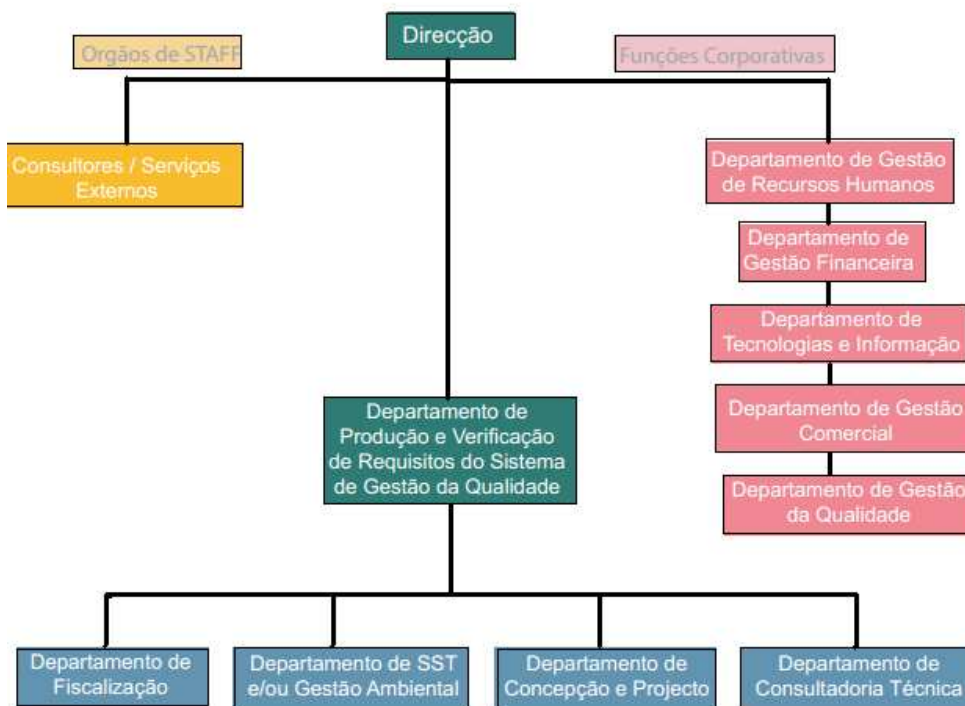 Direcção
Orgãos de STAFF
Funções Corporativas
Consultores / Serviços
Externos
Departamento de Gestão
de Recursos Humanos
Departamento de
Gestão Financeira
Departamento de
Tecnologias e Informação
Departamento de Gestão
Comercial
Departamento de Gestão
da Qualidade
Departamento de
Produção e Verificação
de Requisitos do Sistema
de Gestão da Qualidade
Departamento de
Fiscalização
Departamento de SST
e/ou Gestão Ambiental
Departamento de
Concepção e Projecto
Departamento de
Consultadoria Técnica